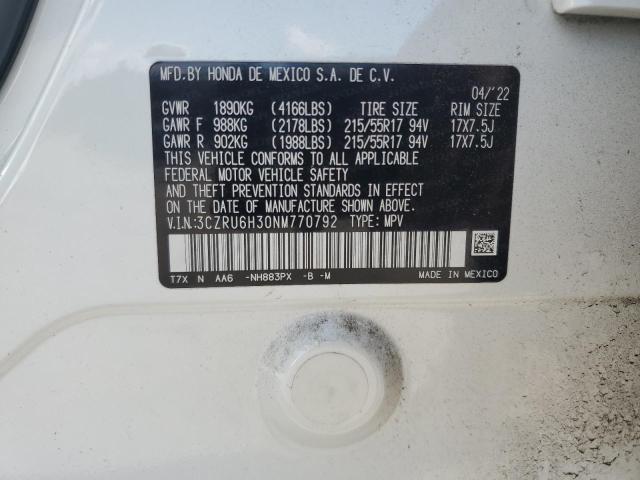 MFD.BY HONDA DE MEXICO S.A. DE C.V.
04/'22
GVWR 1890KG (4166LBS) TIRE SIZE RIM SIZE
GAWR F 988KG (2178LBS) 215/55R17 94V 17X7.5J
GAWR R 902KG (1988LBS) 215/55R17 94V 17X7.5J
THIS VEHICLE CONFORMS TO ALL APPLICABLE
FEDERAL MOTOR VEHICLE SAFETY
AND THEFT PREVENTION STANDARDS IN EFFECT
ON THE DATE OF MANUFACTURE SHOWN ABOVE.
V.I.N:3CZRU6H30NM770792 TYPE: MPV
T7X N AA6 -NH883PX -B -M MADE IN MEXICO